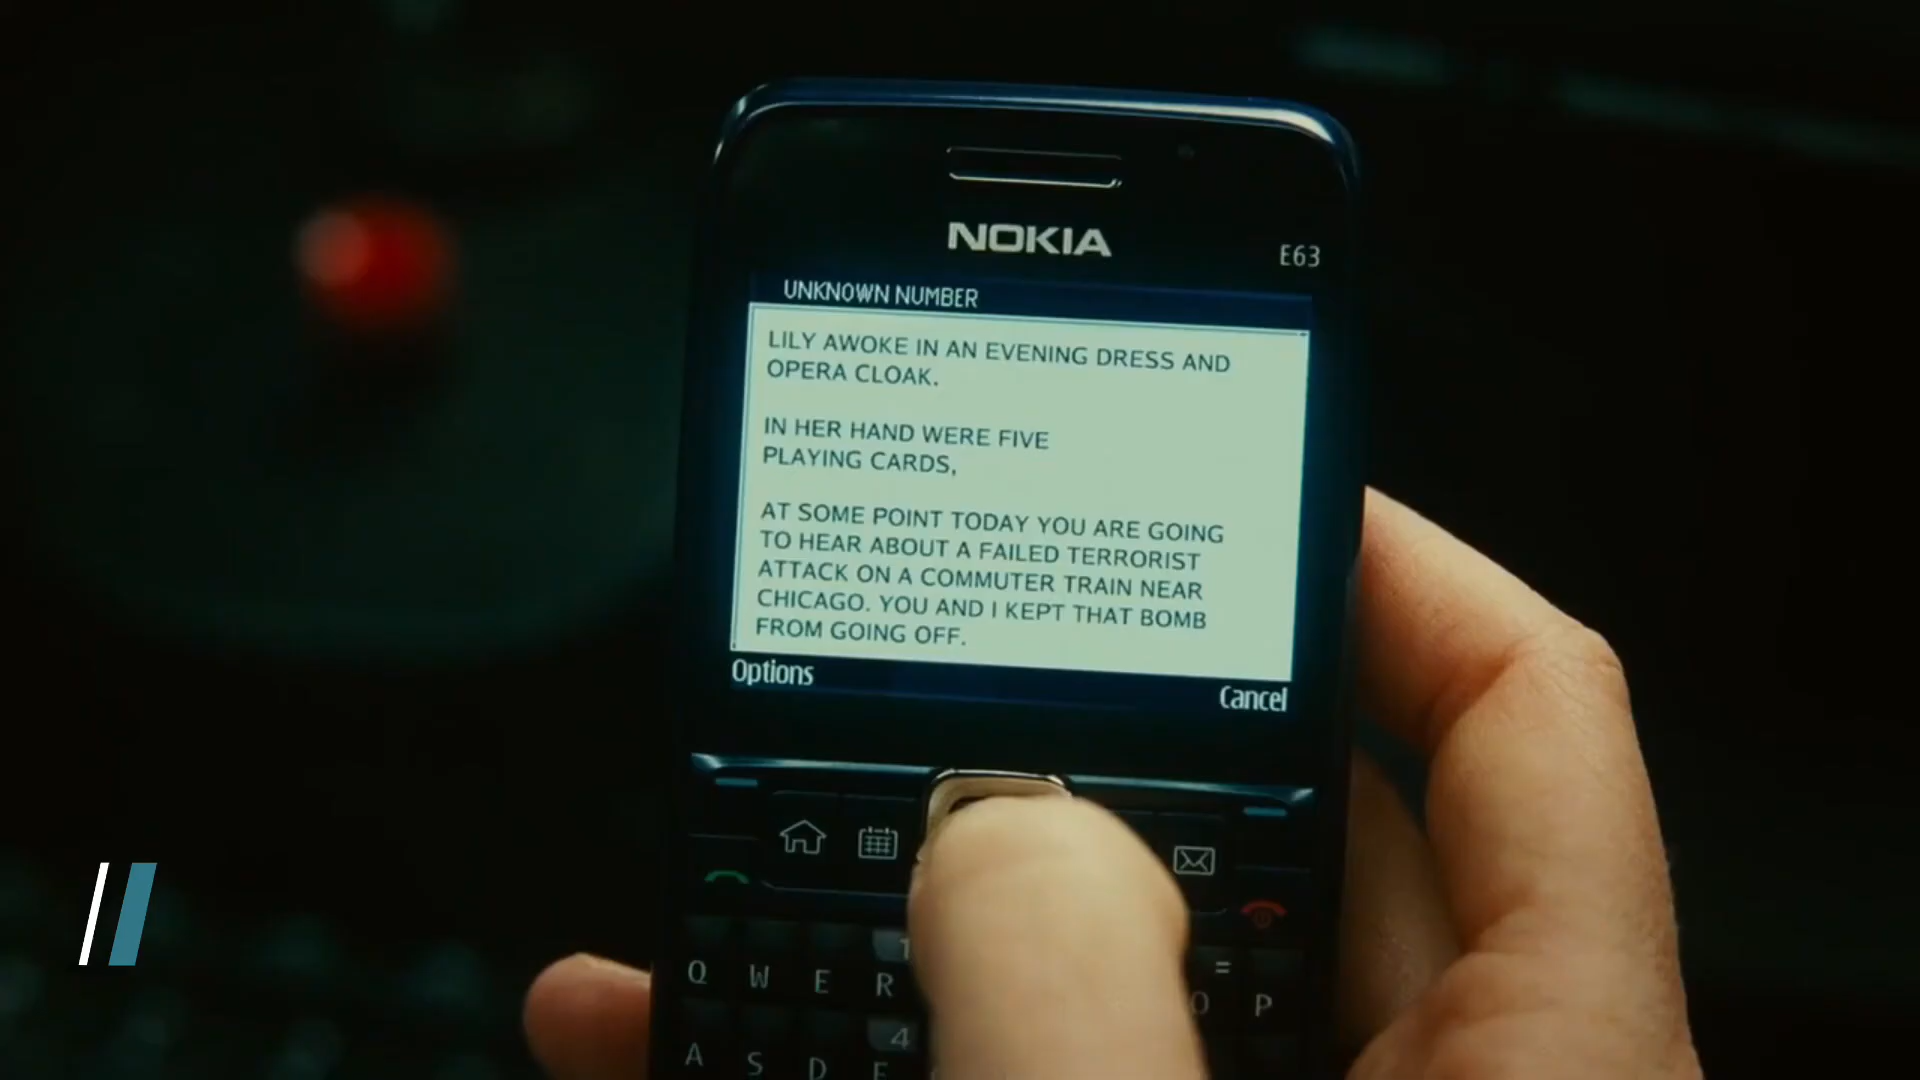 NOKIA
E63
UNKNOWN NUMBER
LILY AWOKE IN AN EVENING DRESS AND
OPERA CLOAK.
IN HER HAND WERE FIVE
PLAYING CARDS,
AT SOME POINT TODAY YOU ARE GOING
TO HEAR ABOUT A FAILED TERRORIST
ATTACK ON A COMMUTER TRAIN NEAR
CHICAGO. YOU AND I KEPT THAT BOMB
FROM GOING OFF.
Options Cancel
1 =
Q W E R O P
4
A S D F